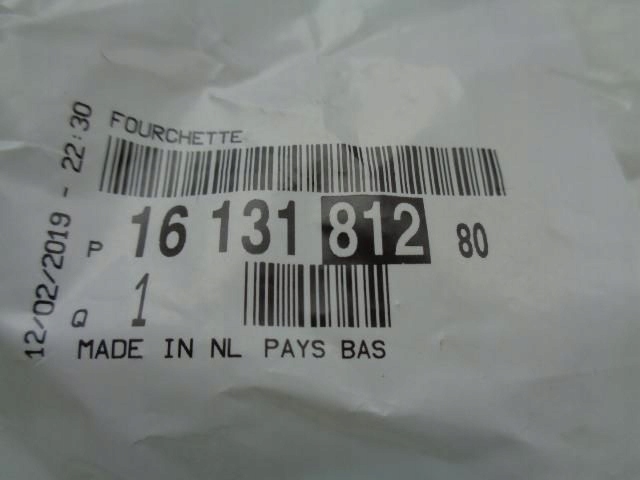 FOURCHETTE
P 16 131 812 80
Q 1
MADE IN NL PAYS BAS
12/02/2019 - 22:30